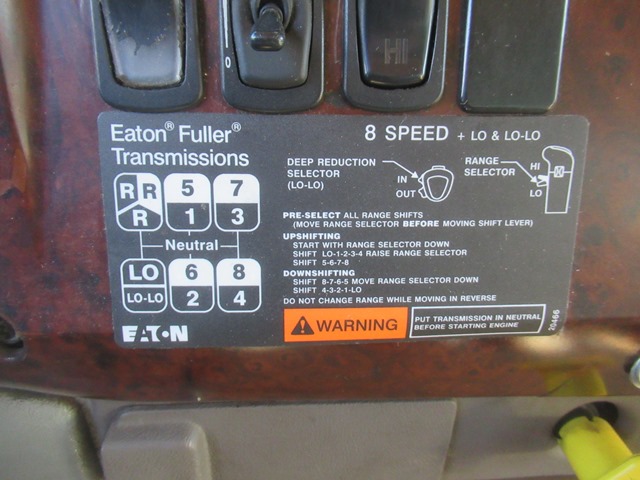 0
HI
Eaton® Fuller®
Transmissions
8 SPEED + LO & LO-LO
DEEP REDUCTION
SELECTOR
(LO-LO)
IN
OUT
RANGE
SELECTOR
HI
LO
R R 5 7
R 1 3
Neutral
LO 6 8
LO-LO 2 4
EATON
PRE-SELECT ALL RANGE SHIFTS
(MOVE RANGE SELECTOR BEFORE MOVING SHIFT LEVER)
UPSHIFTING
START WITH RANGE SELECTOR DOWN
SHIFT LO-1-2-3-4 RAISE RANGE SELECTOR
SHIFT 5-6-7-8
DOWNSHIFTING
SHIFT 8-7-6-5 MOVE RANGE SELECTOR DOWN
SHIFT 4-3-2-1-LO
DO NOT CHANGE RANGE WHILE MOVING IN REVERSE
WARNING
PUT TRANSMISSION IN NEUTRAL
BEFORE STARTING ENGINE
20466